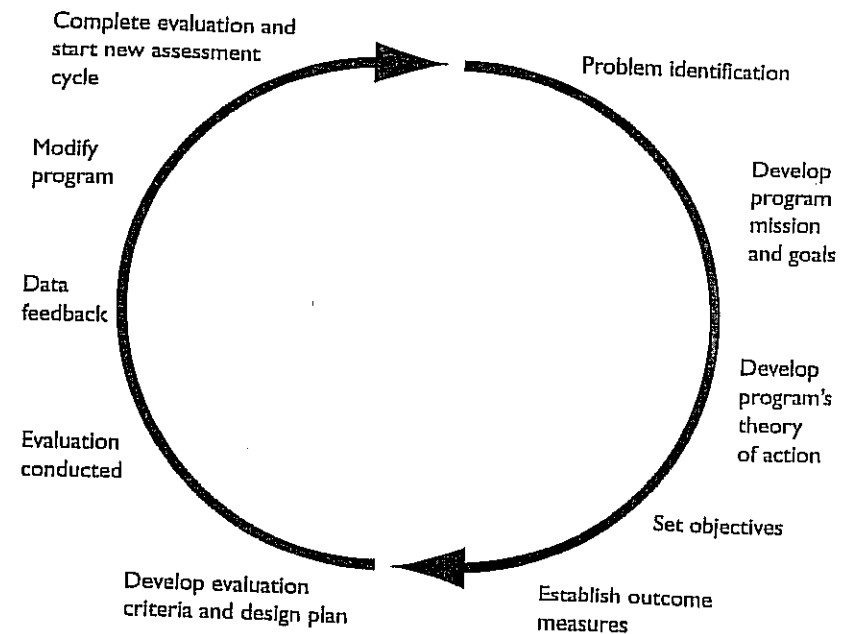 Complete evaluation and
start new assessment
cycle
Problem identification
Modify
program
Develop
program
mission
and goals
Data
feedback
Develop
program's
theory
of action
Evaluation
conducted
Set objectives
Develop evaluation
criteria and design plan
Establish outcome
measures